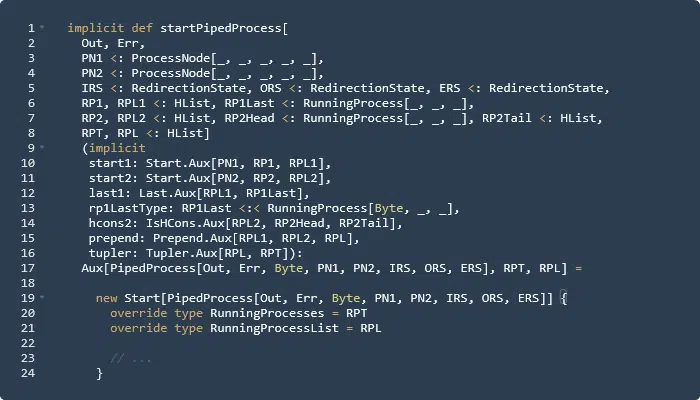 1 implicit def startPipedProcess[
2 Out, Err,
3 PN1 <: ProcessNode[_, _, _, _, _],
4 PN2 <: ProcessNode[_, _, _, _, _],
5 IRS <: RedirectionState, ORS <: RedirectionState, ERS <: RedirectionState,
6 RP1, RPL1 <: HList, RP1Last <: RunningProcess[_, _, _],
7 RP2, RPL2 <: HList, RP2Head <: RunningProcess[_, _, _], RP2Tail <: HList,
8 RPT, RPL <: HList]
9 (implicit
10 start1: Start.Aux[PN1, RP1, RPL1],
11 start2: Start.Aux[PN2, RP2, RPL2],
12 last1: Last.Aux[RPL1, RP1Last],
13 rp1LastType: RP1Last <:< RunningProcess[Byte, _, _],
14 hcons2: IsHCons.Aux[RPL2, RP2Head, RP2Tail],
15 prepend: Prepend.Aux[RPL1, RPL2, RPL],
16 tupler: Tupler.Aux[RPL, RPT]):
17 Aux[PipedProcess[Out, Err, Byte, PN1, PN2, IRS, ORS, ERS], RPT, RPL] =
18
19 new Start[PipedProcess[Out, Err, Byte, PN1, PN2, IRS, ORS, ERS]] {
20 override type RunningProcesses = RPT
21 override type RunningProcessList = RPL
22
23 // ...
24 }